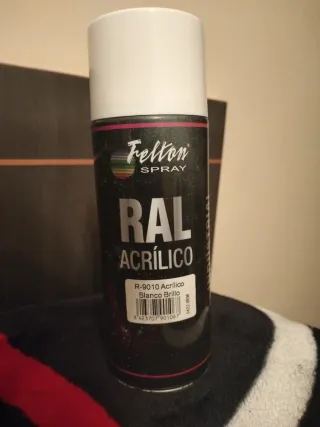 Felton
SPRAY
RAL
ACRÍLICO
R-9010 Acrílico
Blanco Brillo